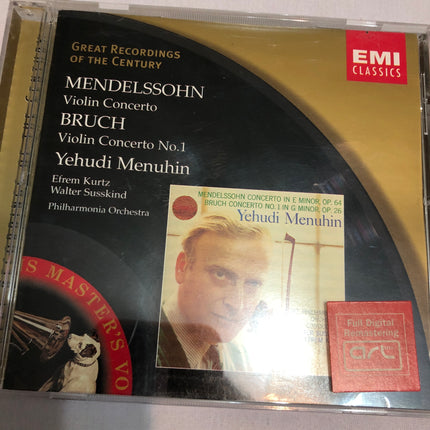 GREAT RECORDINGS
OF THE CENTURY
EMI
CLASSICS
MENDELSSOHN
Violin Concerto
BRUCH
Violin Concerto No.1
Yehudi Menuhin
Efrem Kurtz
Walter Susskind
Philharmonia Orchestra
MENDELSSOHN CONCERTO IN E MINOR, OP. 64
BRUCH CONCERTO NO. 1 IN G MINOR, OP. 26
Yehudi Menuhin
Full Digital
Remastering
art
S MASTER'S VO